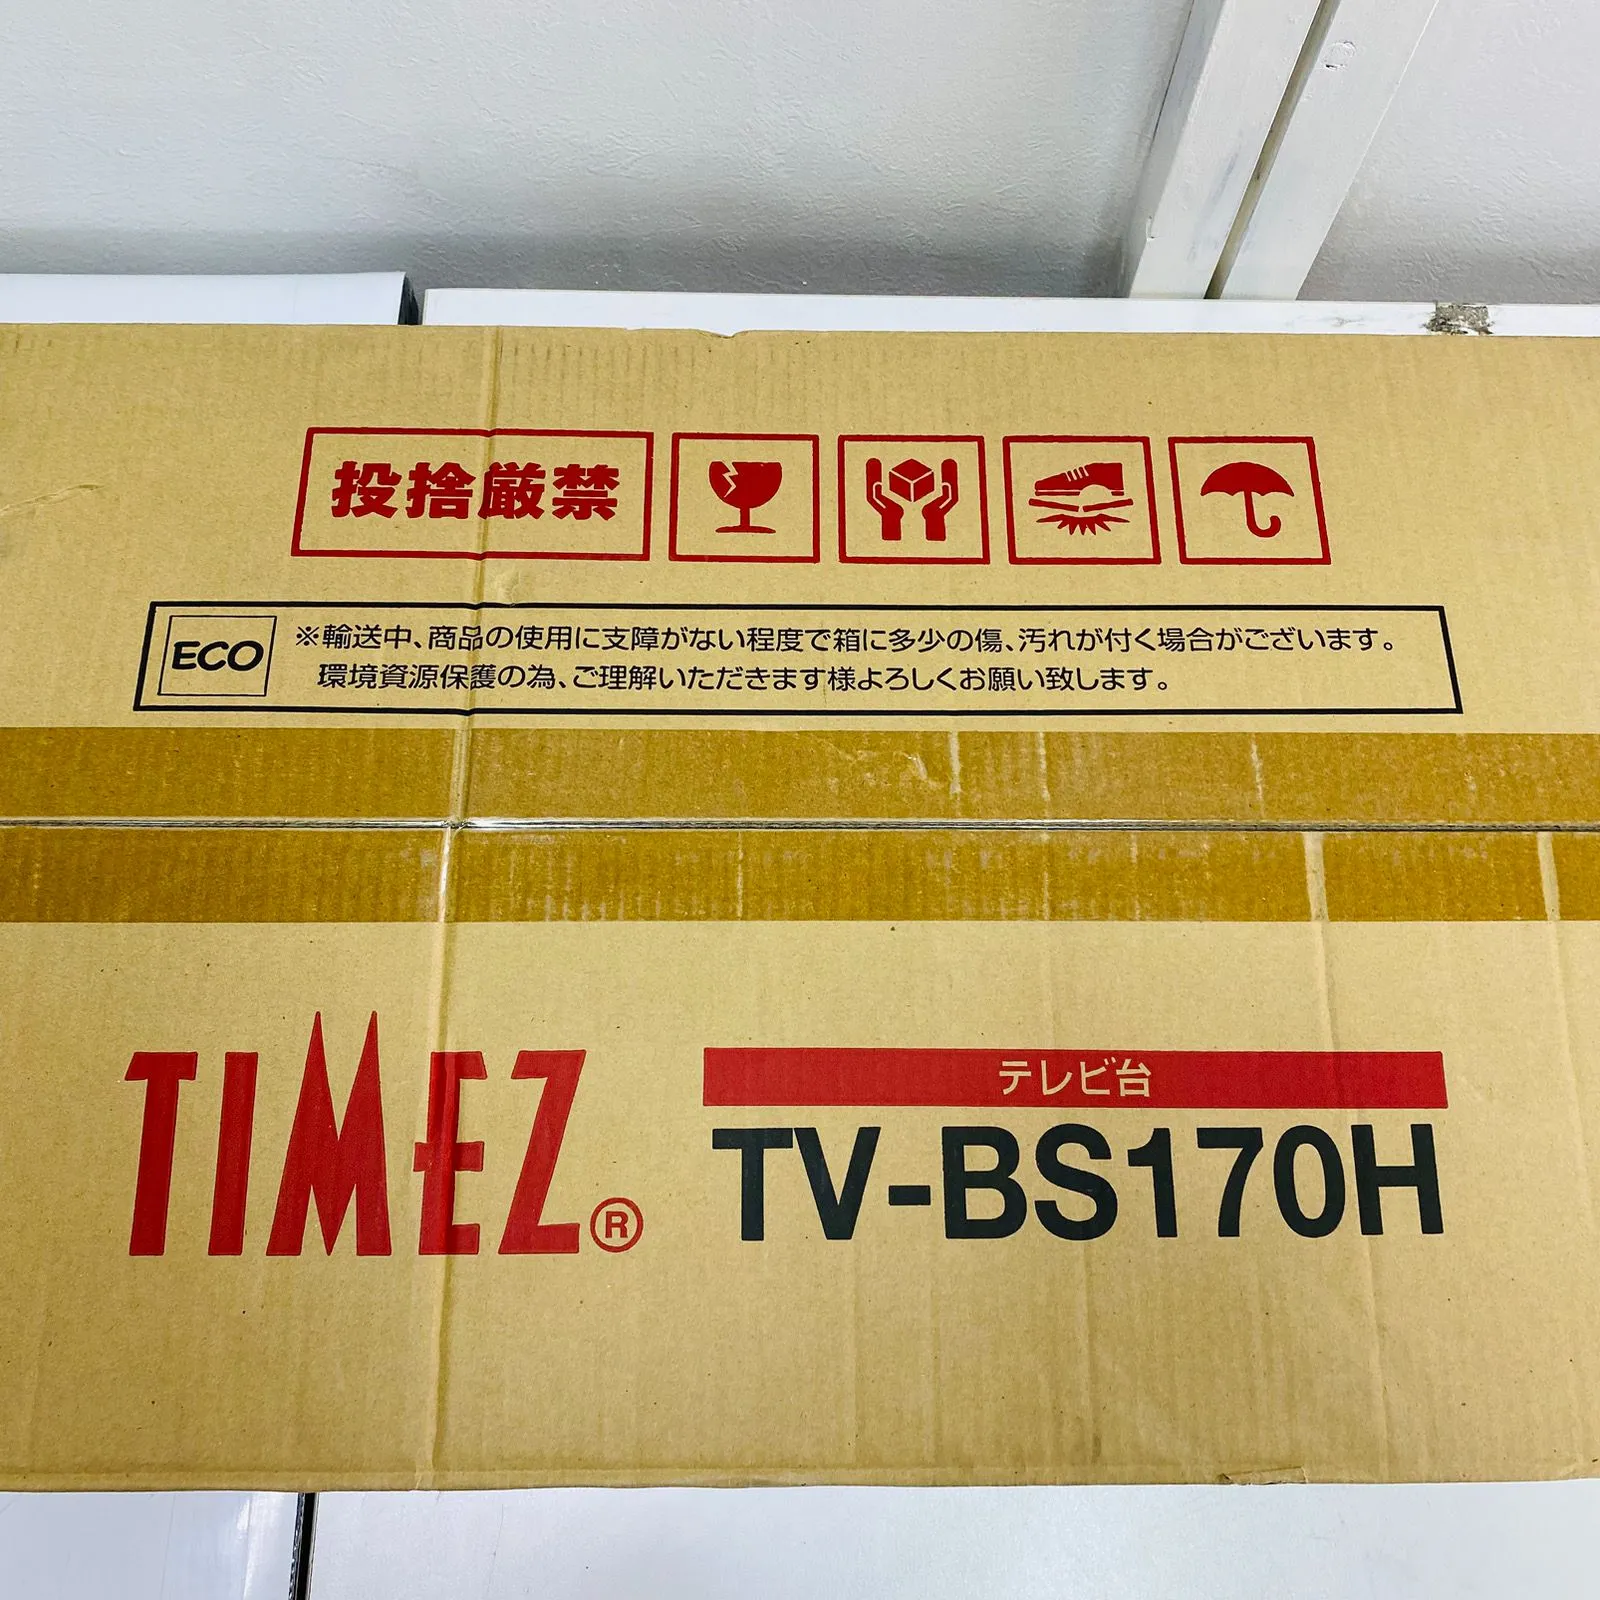 投捨厳禁
ECO
※輸送中、商品の使用に支障がない程度で箱に多少の傷、汚れが付く場合がございます。
環境資源保護の為、ご理解いただきます様よろしくお願い致します。
TIMEZ®
テレビ台
TV-BS170H